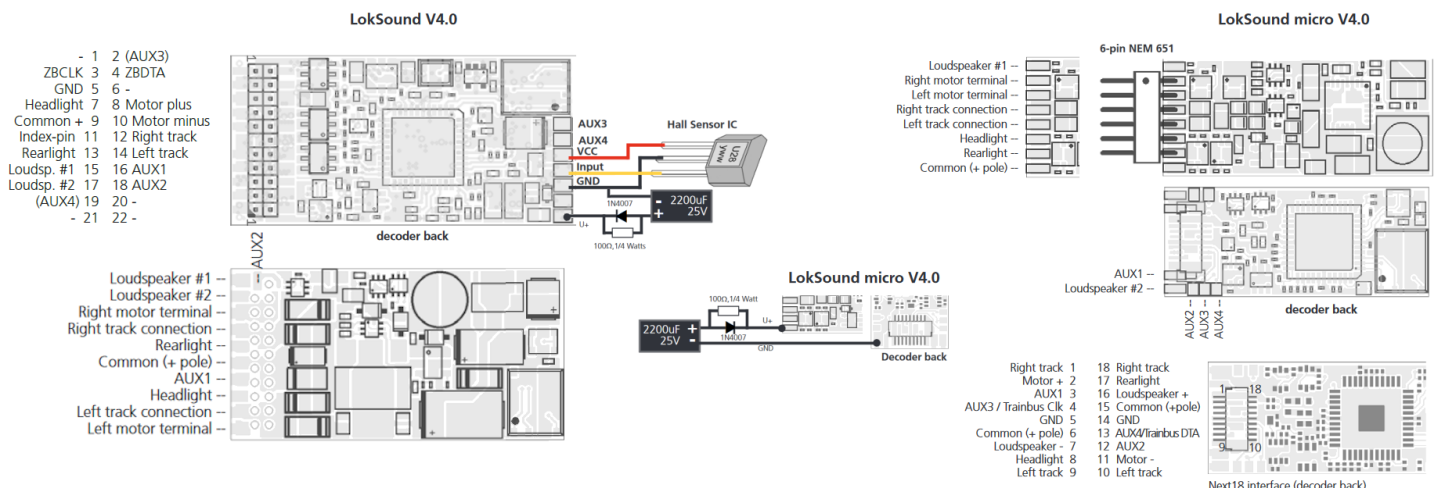 LokSound V4.0
- 1 2 (AUX3)
ZBCLK 3 4 ZBDTA
GND 5 6 -
Headlight 7 8 Motor plus
Common + 9 10 Motor minus
Index-pin 11 12 Right track
Rearlight 13 14 Left track
Loudsp. #1 15 16 AUX1
Loudsp. #2 17 18 AUX2
(AUX4) 19 20 -
- 21 22 -
AUX3
AUX4
VCC
Input
GND
U+
Hall Sensor IC
U28
yww
1N4007
- 2200uF
+ 25V
100Ω,1/4 Watts
decoder back
AUX2
Loudspeaker #1 --
Loudspeaker #2 --
Right motor terminal --
Right track connection --
Rearlight --
Common (+ pole) --
AUX1 --
Headlight --
Left track connection --
Left motor terminal --
LokSound micro V4.0
100Ω,1/4 Watt
U+
2200uF +
25V -
1N4007
GND
Decoder back
LokSound micro V4.0
6-pin NEM 651
Loudspeaker #1 --
Right motor terminal --
Left motor terminal --
Right track connection --
Left track connection --
Headlight --
Rearlight --
Common (+ pole) --
AUX1 --
Loudspeaker #2 --
AUX2 --
AUX3 --
AUX4 --
decoder back
Right track 1 18 Right track
Motor + 2 17 Rearlight
AUX1 3 16 Loudspeaker +
AUX3 / Trainbus Clk 4 15 Common (+pole)
GND 5 14 GND
Common (+ pole) 6 13 AUX4/Trainbus DTA
Loudspeaker - 7 12 AUX2
Headlight 8 11 Motor -
Left track 9 10 Left track
1 18
9 10
Next18 interface (decoder back)